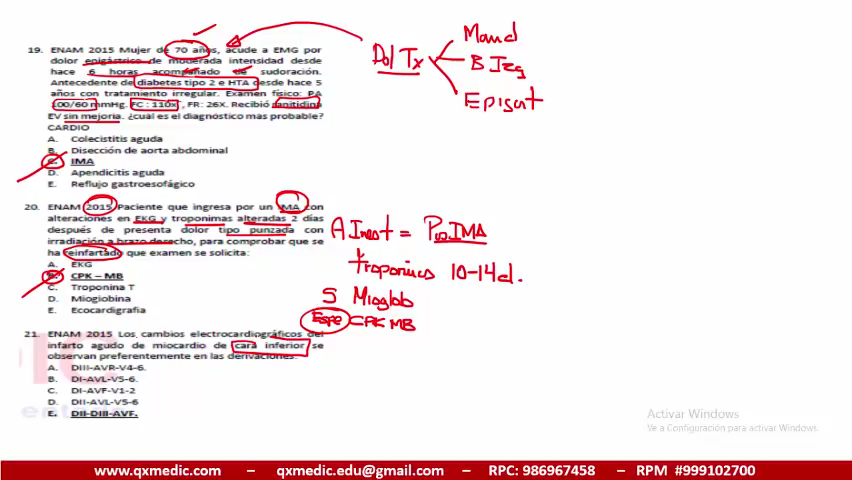 19. ENAM 2015 Mujer de 70 años, acude a EMG por
dolor epigástrico de moderada intensidad desde
hace 6 horas acompañado de sudoración.
Antecedente de diabetes tipo 2 e HTA desde hace 5
años con tratamiento irregular. Examen físico: PA
100/60 mmHg. FC : 110x , FR: 26X. Recibió ranitidina
EV sin mejoría. ¿cuál es el diagnóstico mas probable?
CARDIO
A. Colecistitis aguda
B. Disección de aorta abdominal
C. IMA
D. Apendicitis aguda
E. Reflujo gastroesofágico
20. ENAM 2015 Paciente que ingresa por un IMA con
alteraciones en EKG y troponimas alteradas 2 días
después de presenta dolor tipo punzada con
irradiación a brazo derecho, para comprobar que se
ha reinfartado que examen se solicita:
A. EKG
B. CPK – MB
C. Troponina T
D. Miogiobina
E. Ecocardigrafia
21. ENAM 2015 Los cambios electrocardiográficos del
infarto agudo de miocardio de cará inferior se
observan preferentemente en las derivaciones:
A. DIII-AVR-V4-6.
B. DI-AVL-V5-6.
C. DI-AVF-V1-2
D. DII-AVL-V5-6
E. DII-DIII-AVF.
Dol Tx
Mand
B Izq
Epigast
A Inest = PosIMA
troponinas 10-14d.
S Mioglob
Espe CPK MB
Activar Windows
Ve a Configuración para activar Windows.
www.qxmedic.com – qxmedic.edu@gmail.com – RPC: 986967458 – RPM #999102700